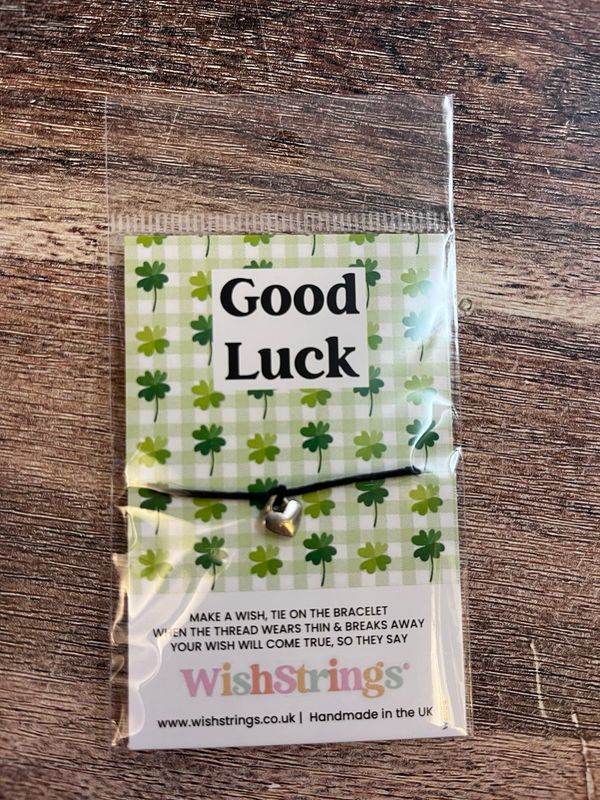 Good
Luck
MAKE A WISH, TIE ON THE BRACELET
WHEN THE THREAD WEARS THIN & BREAKS AWAY
YOUR WISH WILL COME TRUE, SO THEY SAY
WishStrings®
www.wishstrings.co.uk | Handmade in the UK